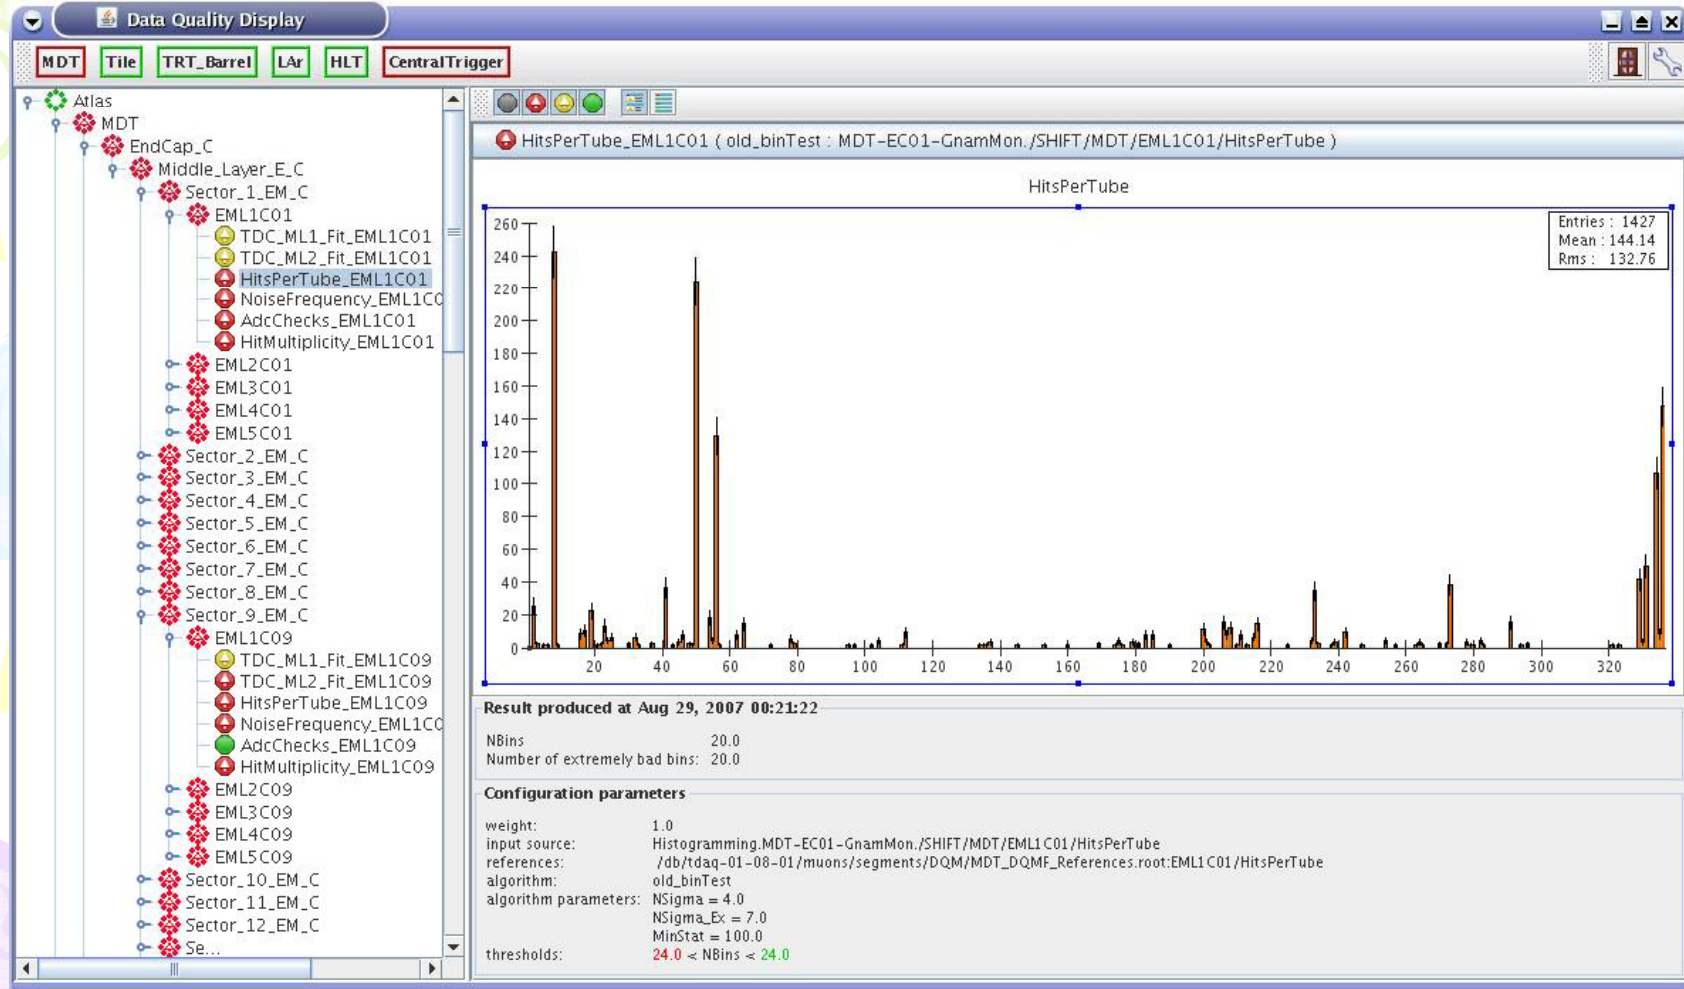 Data Quality Display
MDT Tile TRT_Barrel LAr HLT CentralTrigger
Atlas
MDT
EndCap_C
Middle_Layer_E_C
Sector_1_EM_C
EML1C01
TDC_ML1_Fit_EML1C01
TDC_ML2_Fit_EML1C01
HitsPerTube_EML1C01
NoiseFrequency_EML1C0
AdcChecks_EML1C01
HitMultiplicity_EML1C01
EML2C01
EML3C01
EML4C01
EML5C01
Sector_2_EM_C
Sector_3_EM_C
Sector_4_EM_C
Sector_5_EM_C
Sector_6_EM_C
Sector_7_EM_C
Sector_8_EM_C
Sector_9_EM_C
EML1C09
TDC_ML1_Fit_EML1C09
TDC_ML2_Fit_EML1C09
HitsPerTube_EML1C09
NoiseFrequency_EML1C0
AdcChecks_EML1C09
HitMultiplicity_EML1C09
EML2C09
EML3C09
EML4C09
EML5C09
Sector_10_EM_C
Sector_11_EM_C
Sector_12_EM_C
Se...
HitsPerTube_EML1C01 ( old_binTest : MDT-EC01-GnamMon./SHIFT/MDT/EML1C01/HitsPerTube )
HitsPerTube
Entries : 1427
Mean : 144.14
Rms : 132.76
260
240
220
200
180
160
140
120
100
80
60
40
20
0
20 40 60 80 100 120 140 160 180 200 220 240 260 280 300 320
Result produced at Aug 29, 2007 00:21:22
NBins 20.0
Number of extremely bad bins: 20.0
Configuration parameters
weight: 1.0
input source: Histogramming.MDT-EC01-GnamMon./SHIFT/MDT/EML1C01/HitsPerTube
references: /db/tdaq-01-08-01/muons/segments/DQM/MDT_DQMF_References.root:EML1C01/HitsPerTube
algorithm: old_binTest
algorithm parameters: NSigma = 4.0
NSigma_Ex = 7.0
MinStat = 100.0
thresholds: 24.0 < NBins < 24.0